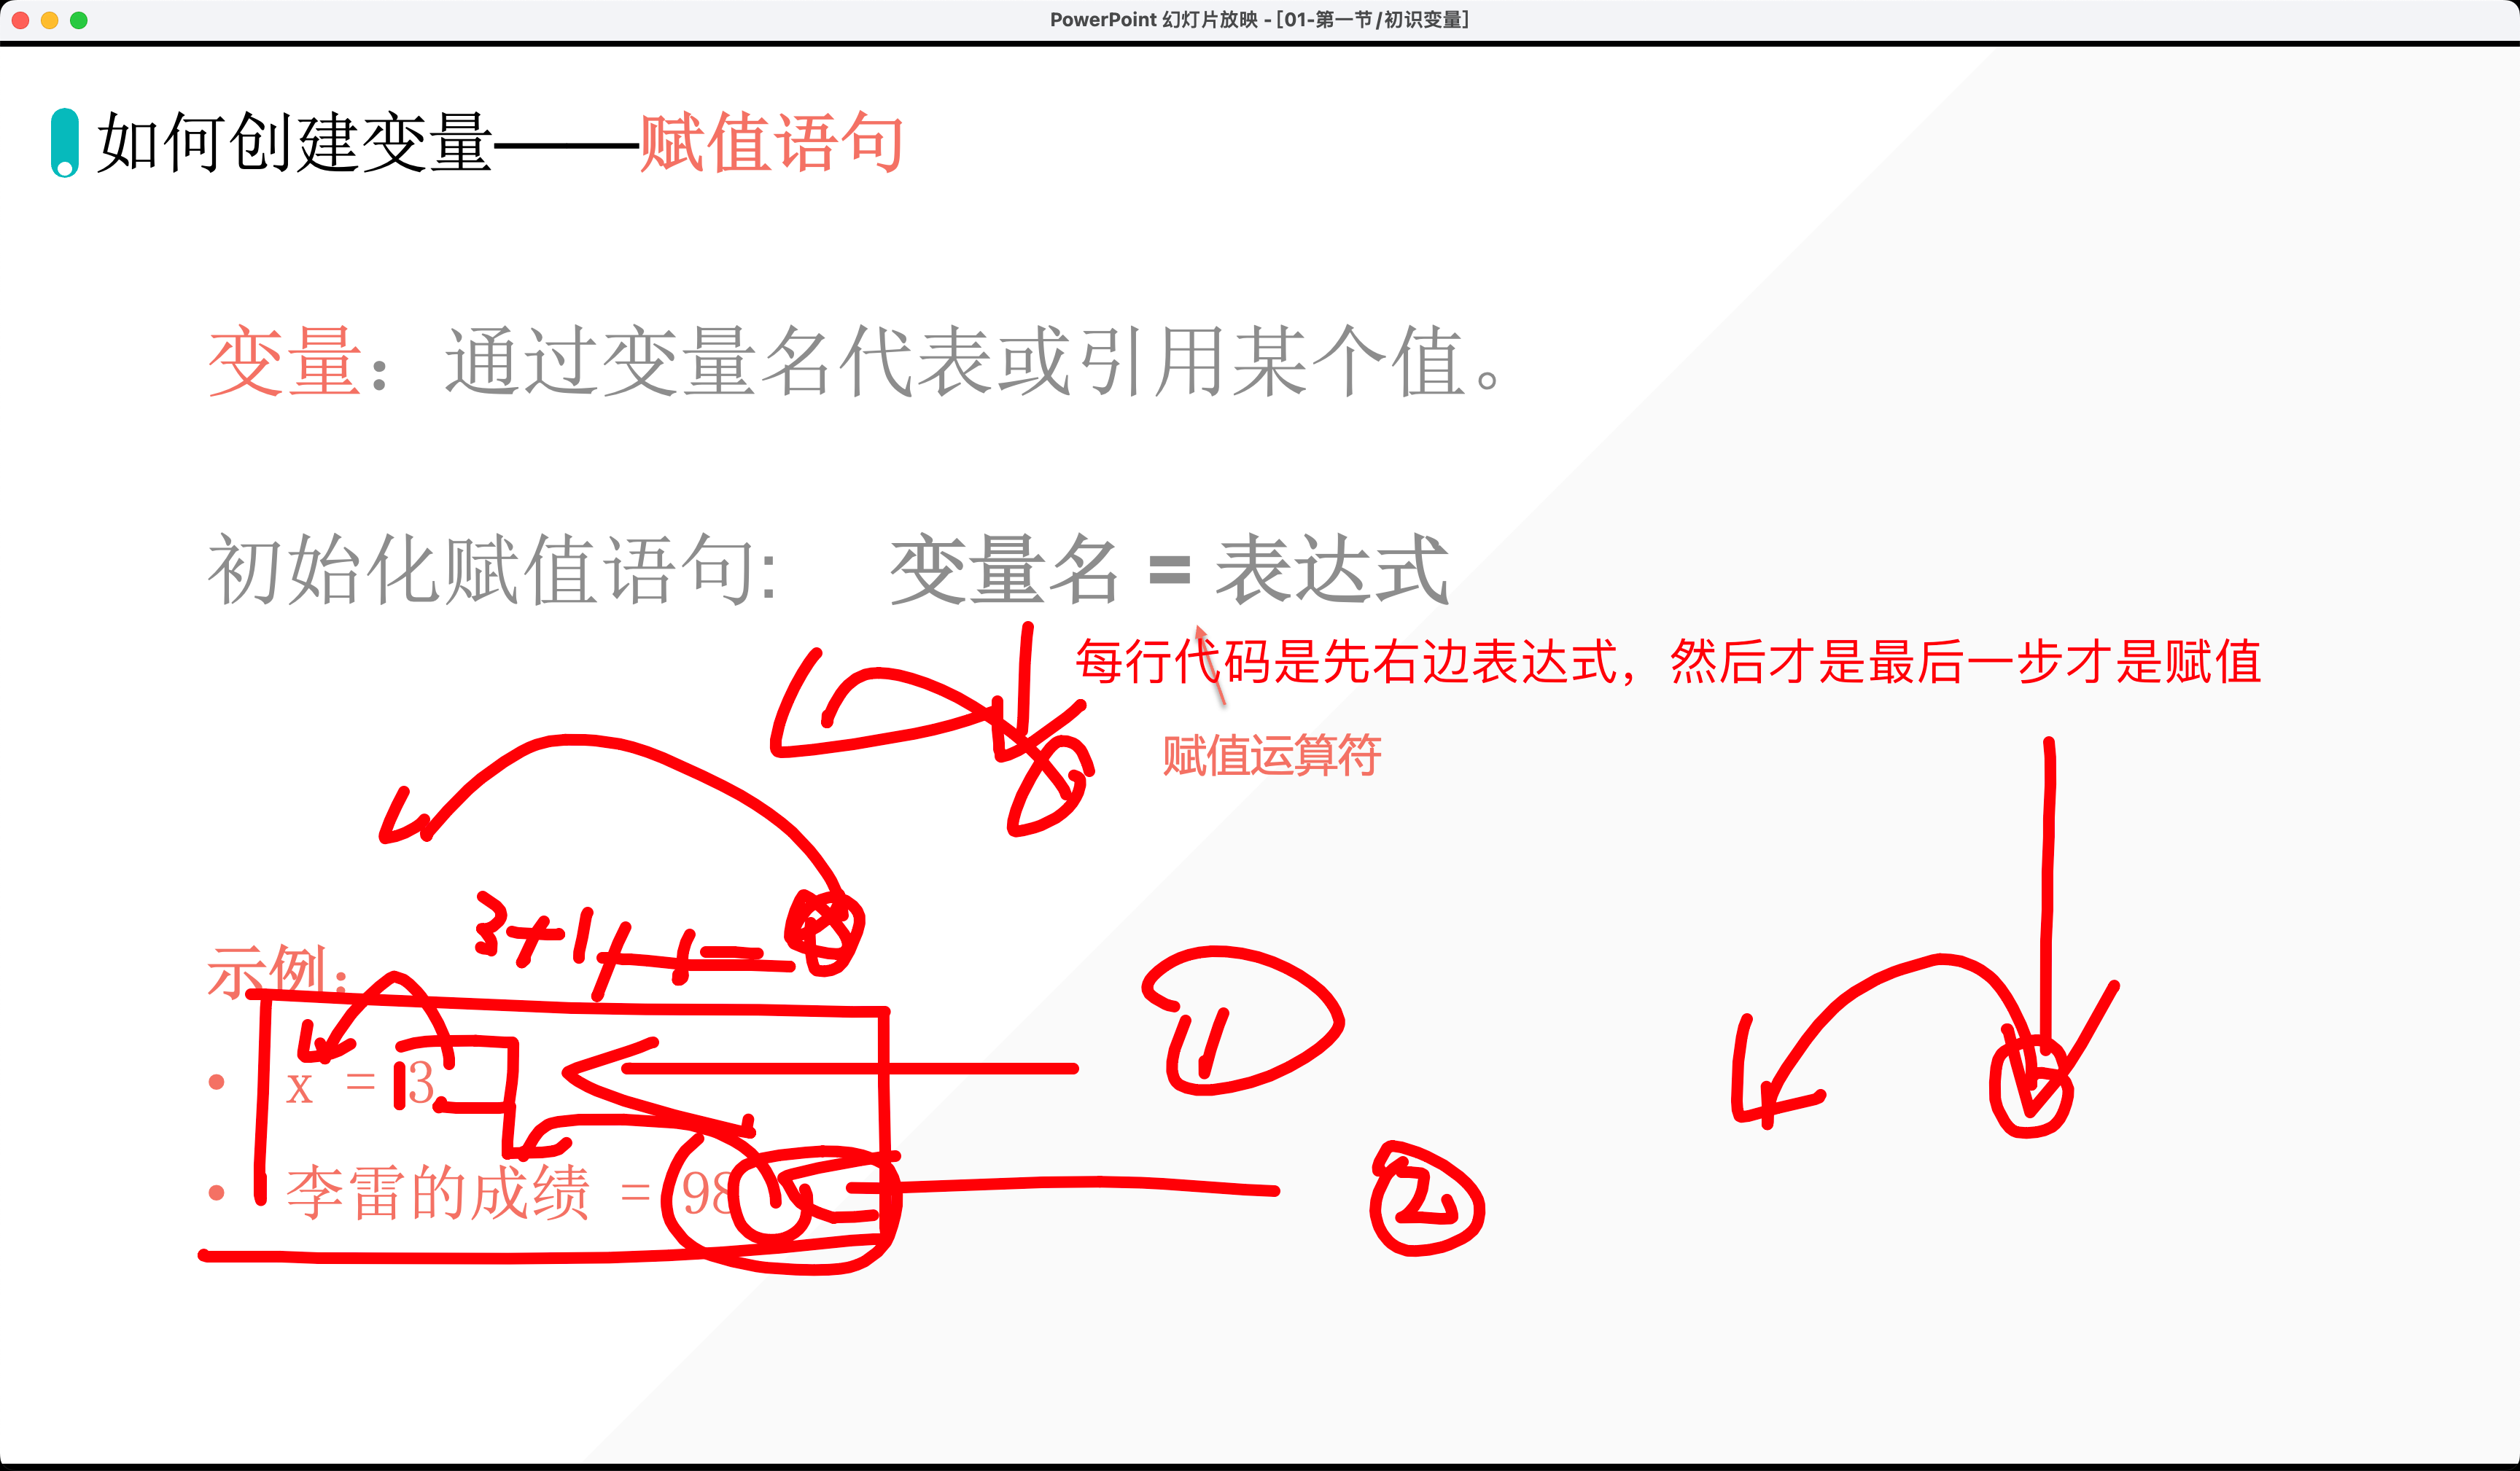 PowerPoint 幻灯片放映 - [01-第一节/初识变量]
如何创建变量——赋值语句
变量：通过变量名代表或引用某个值。
初始化赋值语句： 变量名 = 表达式
每行代码是先右边表达式，然后才是最后一步才是赋值
赋值运算符
3+1+1=
示例：
1
• x = 3
• 李雷的成绩 = 98
2